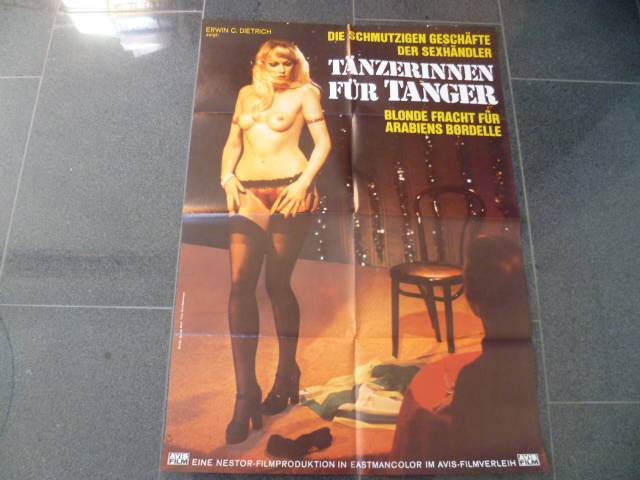 ERWIN C. DIETRICH
zeigt:
DIE SCHMUTZIGEN GESCHÄFTE
DER SEXHÄNDLER
TÄNZERINNEN
FÜR TANGER
BLONDE FRACHT FÜR
ARABIENS BORDELLE
AVIS
FILM
EINE NESTOR-FILMPRODUKTION IN EASTMANCOLOR IM AVIS-FILMVERLEIH
AVIS
FILM